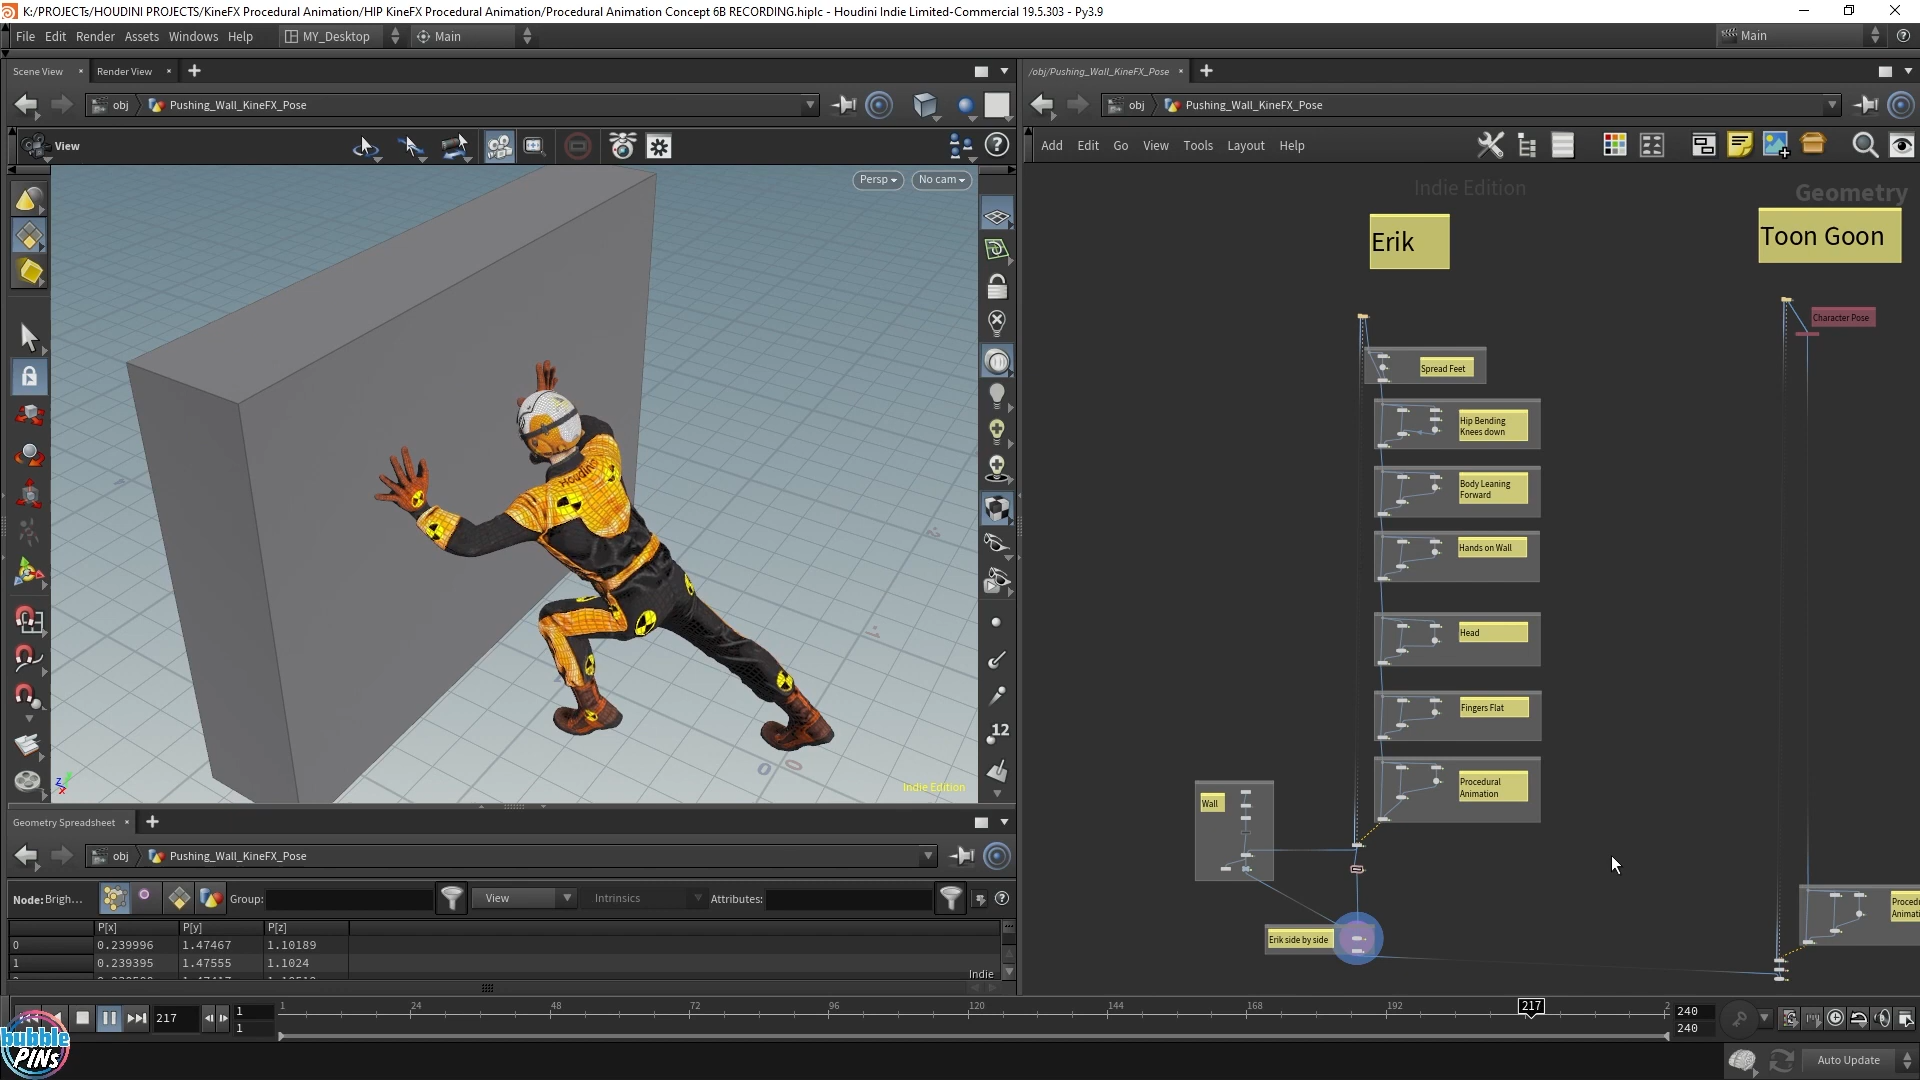 K:/PROJECTs/HOUDINI PROJECTS/KineFX Procedural Animation/HIP KineFX Procedural Animation/Procedural Animation Concept 6B RECORDING.hiplc - Houdini Indie Limited-Commercial 19.5.303 - Py3.9
File Edit Render Assets Windows Help MY_Desktop Main Main
Scene View Render View
obj Pushing_Wall_KineFX_Pose
View
Persp No cam
Houdini
Indie Edition
12
/obj/Pushing_Wall_KineFX_Pose
obj Pushing_Wall_KineFX_Pose
Add Edit Go View Tools Layout Help
Indie Edition
Geometry
Erik
Toon Goon
Character Pose
Spread Feet
Hip Bending
Knees down
Body Leaning
Forward
Hands on Wall
Head
Fingers Flat
Procedural
Animation
Wall
Erik side by side
Geometry Spreadsheet
obj Pushing_Wall_KineFX_Pose
Node: Brigh... Group: View Intrinsics Attributes:
P[x] P[y] P[z]
0 0.239996 1.47467 1.10189
1 0.239395 1.47555 1.1024
Indie
217 1 1 24 48 72 96 120 144 168 192 217 2 240
1 240
bubble
PINs
Auto Update